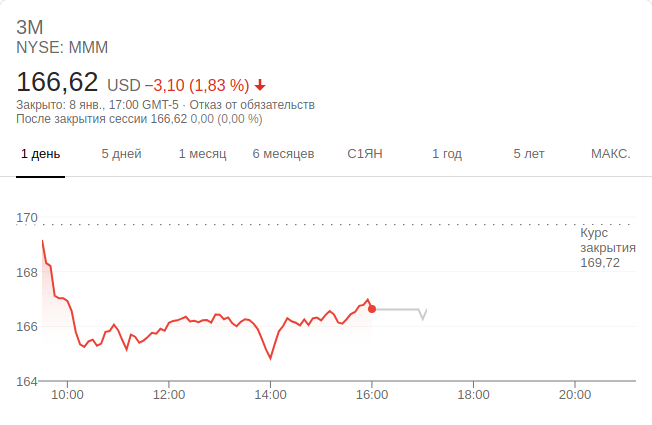 3M
NYSE: MMM
166,62 USD −3,10 (1,83 %)
Закрыто: 8 янв., 17:00 GMT-5 · Отказ от обязательств
После закрытия сессии 166,62 0,00 (0,00 %)
1 день 5 дней 1 месяц 6 месяцев С1ЯН 1 год 5 лет МАКС.
170
Курс
закрытия
169,72
168
166
164
10:00 12:00 14:00 16:00 18:00 20:00